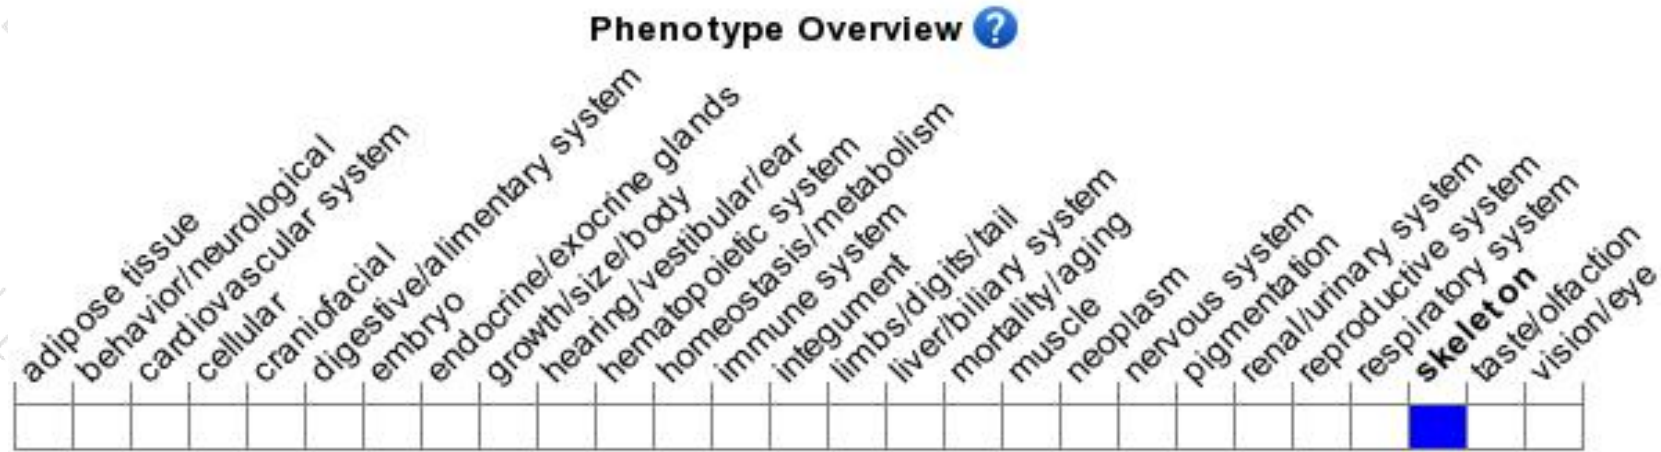 Phenotype Overview ?
adipose tissue
behavior/neurological
cardiovascular system
cellular
craniofacial
digestive/alimentary system
embryo
endocrine/exocrine glands
growth/size/body
hearing/vestibular/ear
hematopoietic system
homeostasis/metabolism
immune system
integument
limbs/digits/tail
liver/biliary system
mortality/aging
muscle
neoplasm
nervous system
pigmentation
renal/urinary system
reproductive system
respiratory system
skeleton
taste/olfaction
vision/eye